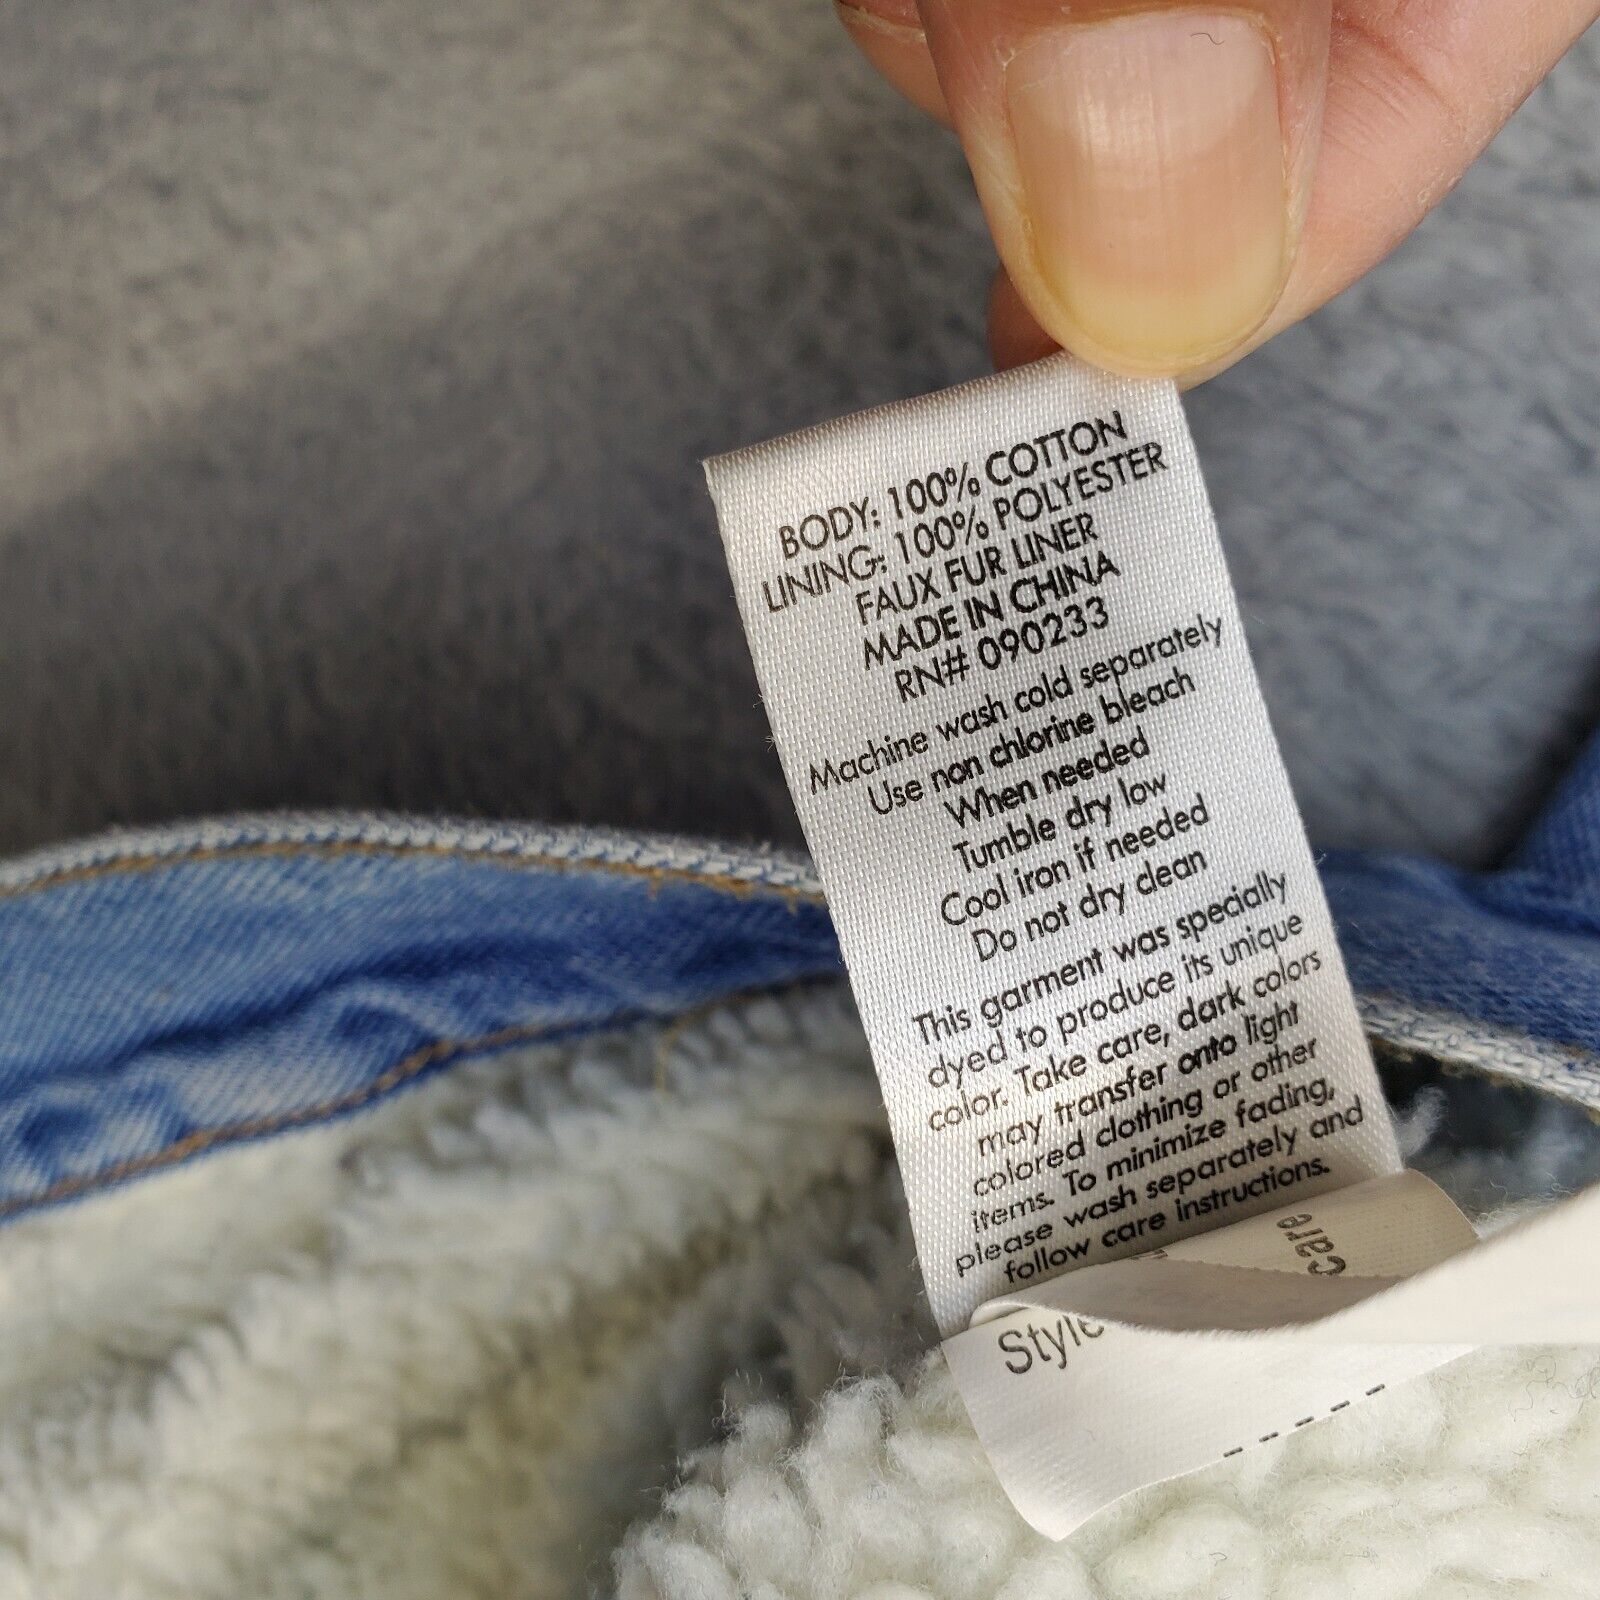 BODY: 100% COTTON
LINING: 100% POLYESTER
FAUX FUR LINER
MADE IN CHINA
RN# 090233
Machine wash cold separately
Use non chlorine bleach
When needed
Tumble dry low
Cool iron if needed
Do not dry clean
This garment was specially
dyed to produce its unique
color. Take care, dark colors
may transfer onto light
colored clothing or other
items. To minimize fading,
please wash separately and
follow care instructions.
Care
Style